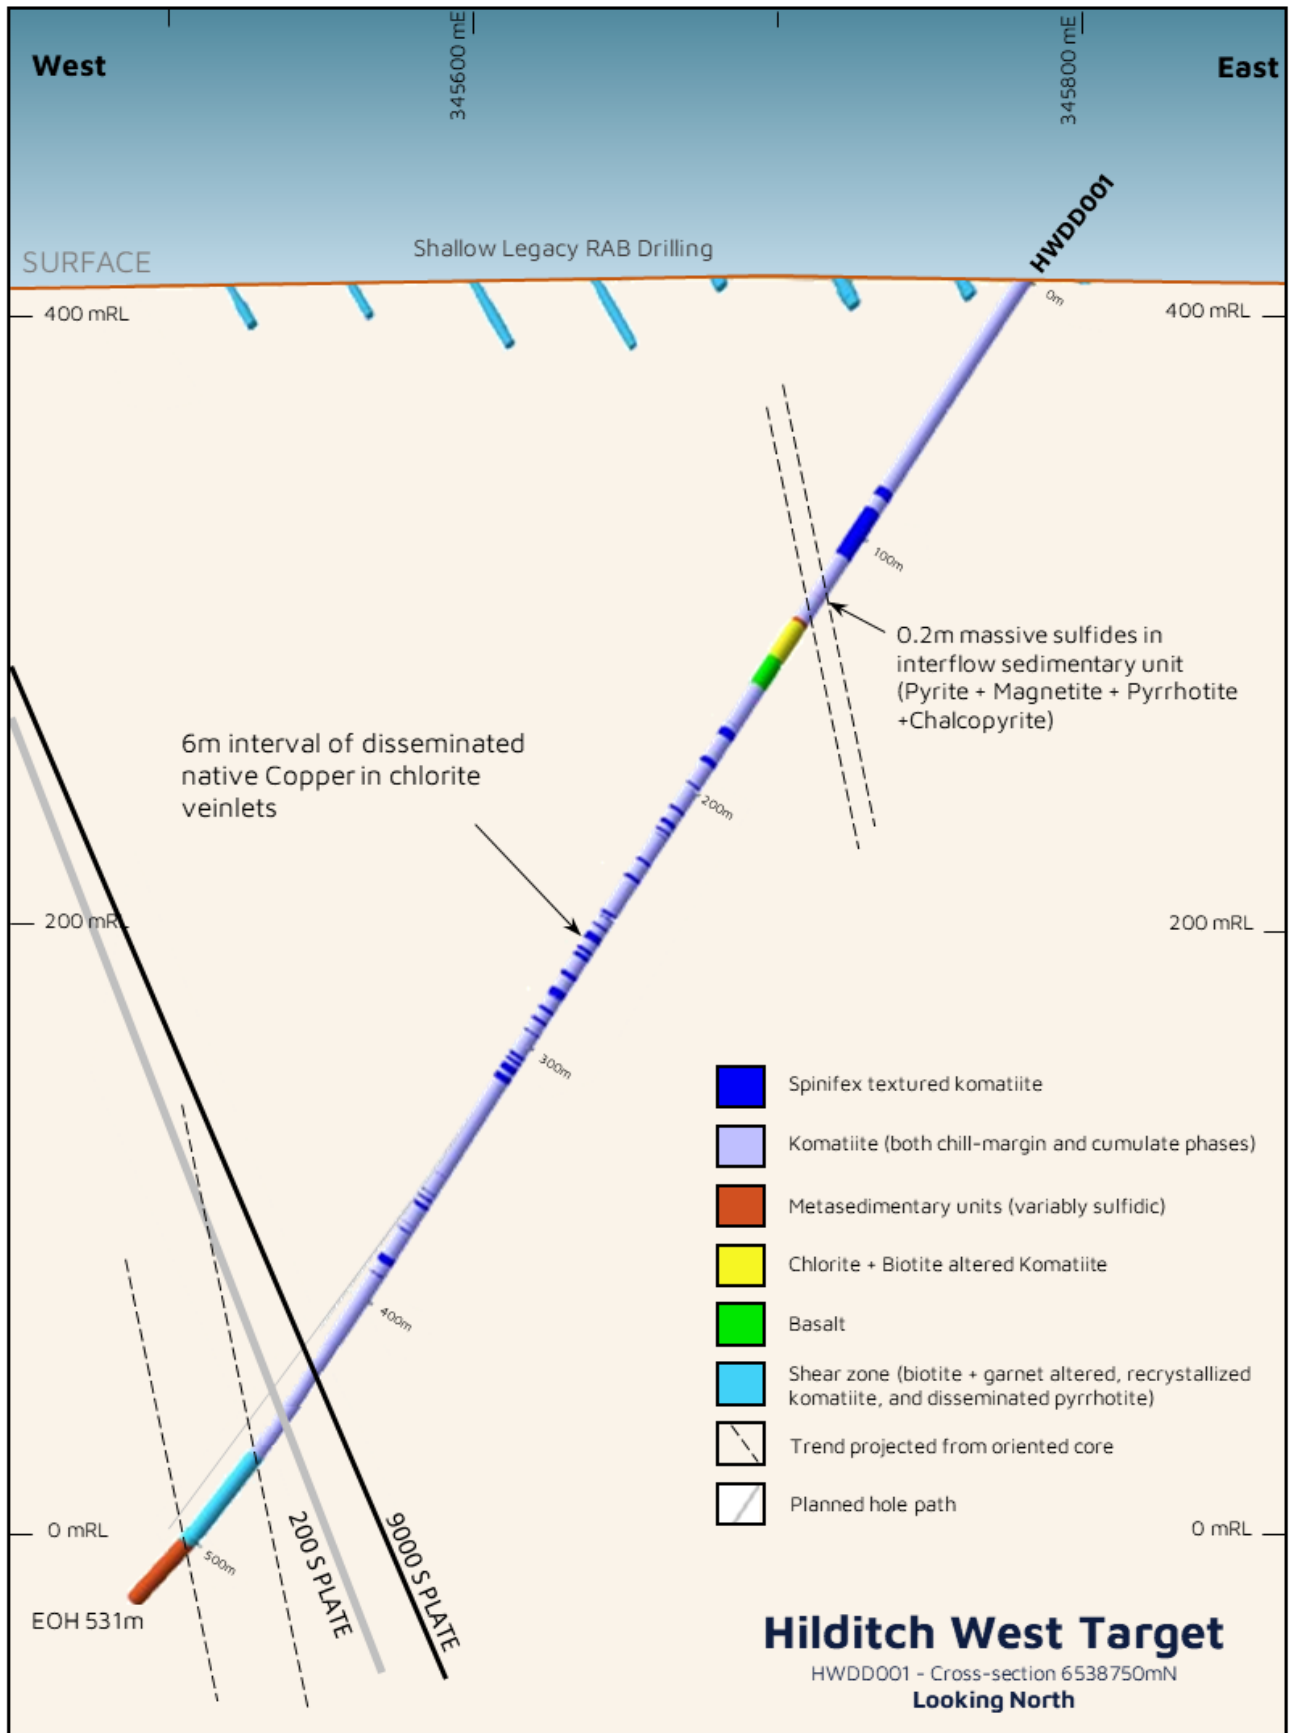 345600 mE
345800 mE
West
East
HWDD001
Shallow Legacy RAB Drilling
SURFACE
0m
400 mRL
400 mRL
100m
0.2m massive sulfides in
interflow sedimentary unit
(Pyrite + Magnetite + Pyrrhotite
+Chalcopyrite)
6m interval of disseminated
native Copper in chlorite
veinlets
200m
200 mRL
200 mRL
300m
Spinifex textured komatiite
Komatiite (both chill-margin and cumulate phases)
Metasedimentary units (variably sulfidic)
Chlorite + Biotite altered Komatiite
400m
Basalt
Shear zone (biotite + garnet altered, recrystallized
komatiite, and disseminated pyrrhotite)
Trend projected from oriented core
Planned hole path
0 mRL
0 mRL
500m
200 S PLATE
9000 S PLATE
EOH 531m
Hilditch West Target
HWDD001 - Cross-section 6538750mN
Looking North